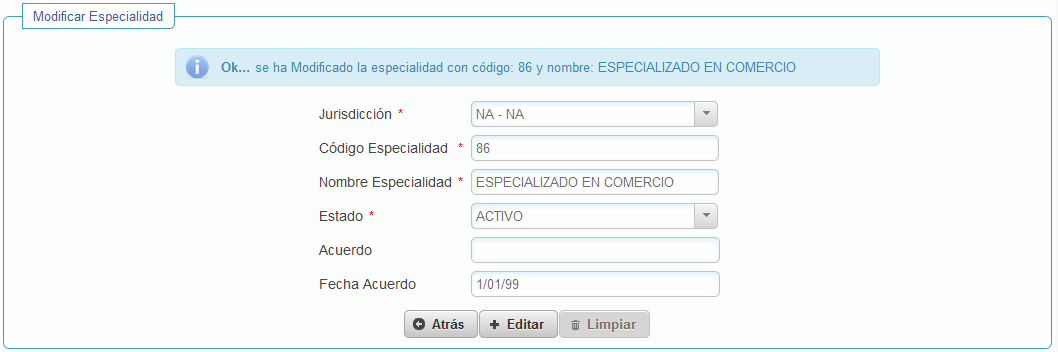 Modificar Especialidad
Ok... se ha Modificado la especialidad con código: 86 y nombre: ESPECIALIZADO EN COMERCIO
Jurisdicción * NA - NA
Código Especialidad * 86
Nombre Especialidad * ESPECIALIZADO EN COMERCIO
Estado * ACTIVO
Acuerdo
Fecha Acuerdo 1/01/99
Atrás Editar Limpiar